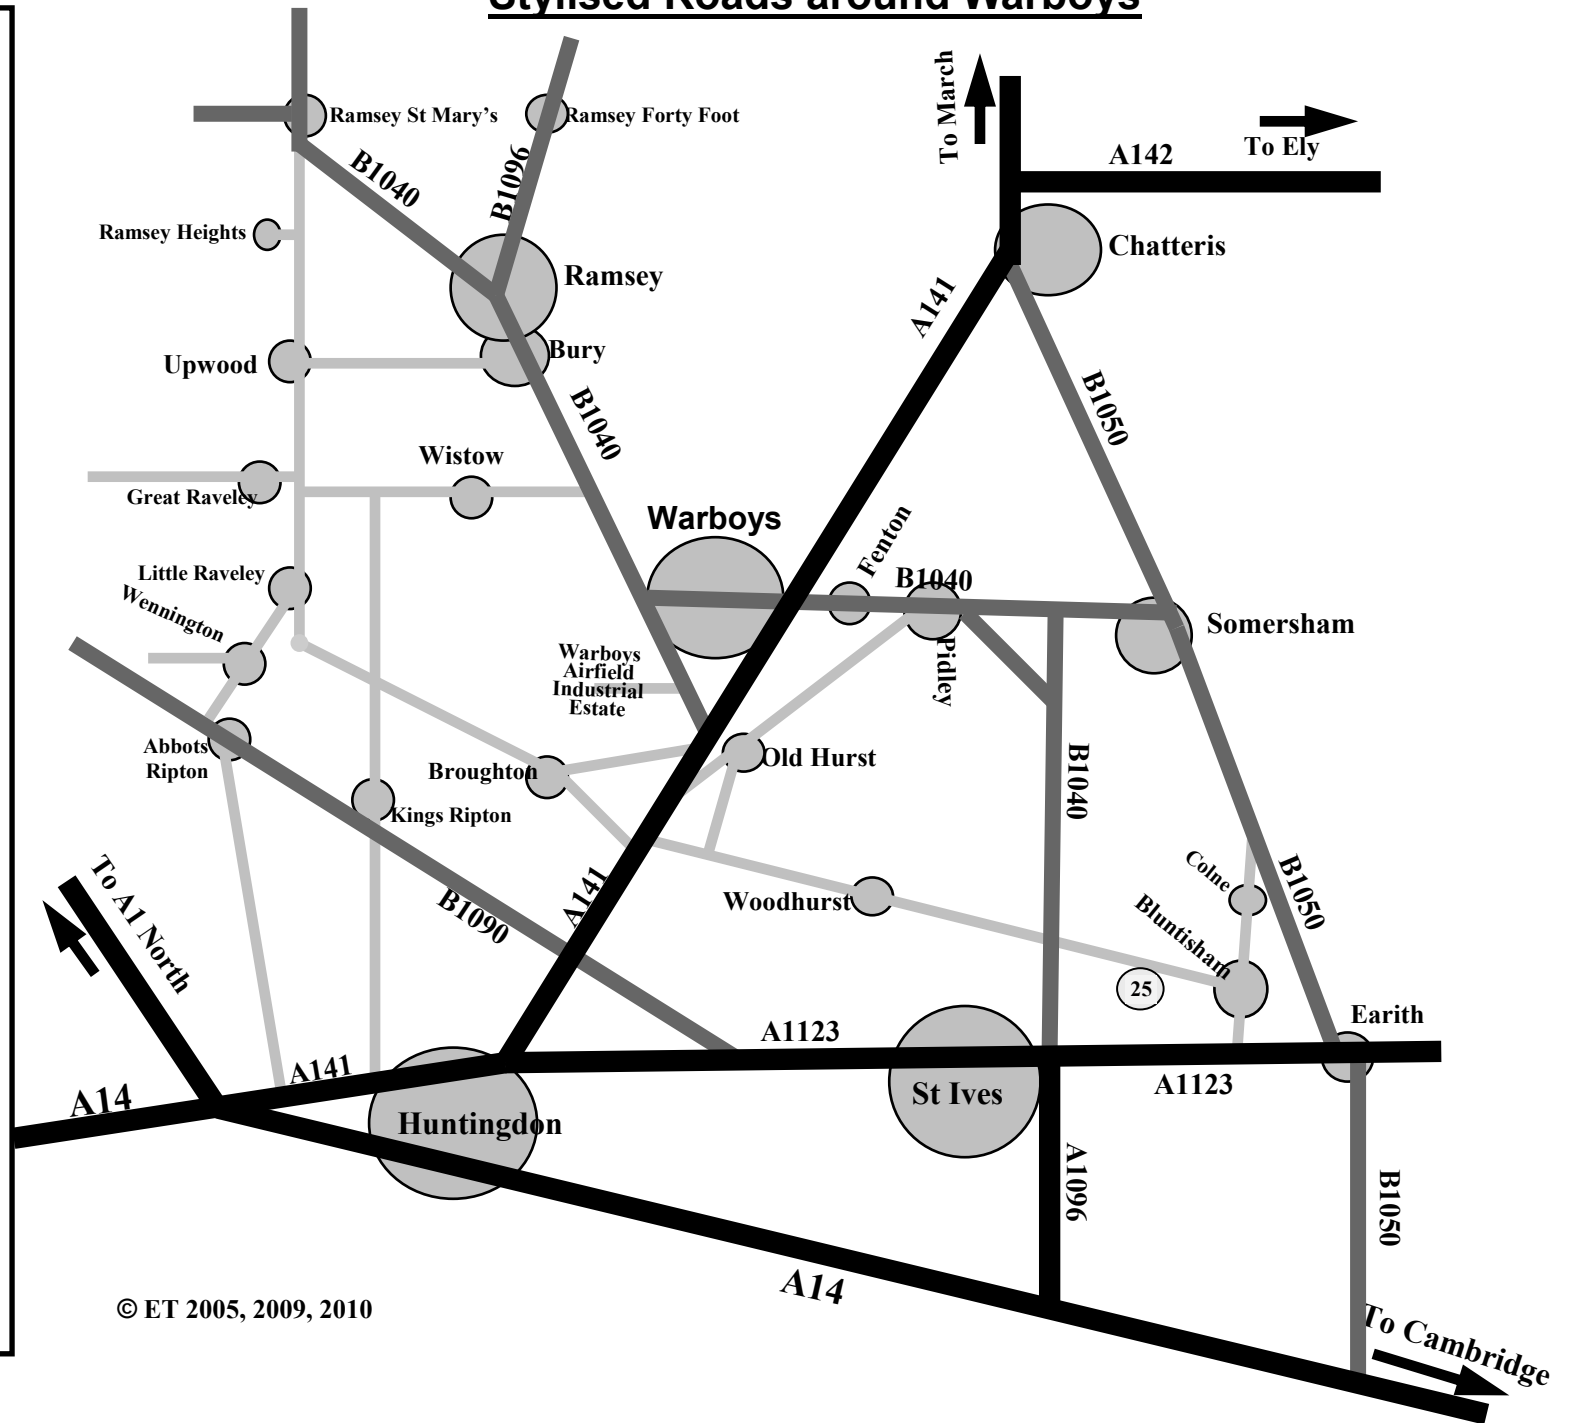 Stylised Roads around Warboys
To March
To Ely
A142
Ramsey St Mary’s
Ramsey Forty Foot
B1040
B1096
Ramsey Heights
Ramsey
Chatteris
A141
Upwood
Bury
B1040
B1050
Wistow
Great Raveley
Warboys
Fenton
B1040
Little Raveley
Wennington
Pidley
Somersham
Warboys
Airfield
Industrial
Estate
Abbots
Ripton
Broughton
Old Hurst
B1040
Kings Ripton
To A1 North
B1090
A141
Woodhurst
Colne
B1050
Bluntisham
25
Earith
A1123
A1123
A141
A14
Huntingdon
St Ives
A1096
B1050
A14
© ET 2005, 2009, 2010
To Cambridge